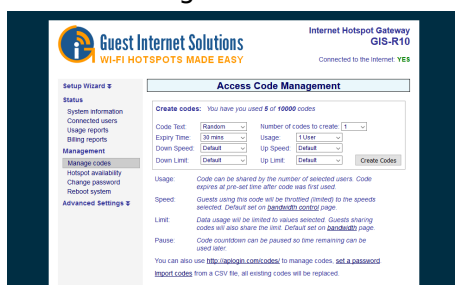 Guest Internet Solutions
WI-FI HOTSPOTS MADE EASY
Internet Hotspot Gateway
GIS-R10
Connected to the Internet: YES
Setup Wizard
Status
System information
Connected users
Usage reports
Billing reports
Management
Manage codes
Hotspot availability
Change password
Reboot system
Advanced Settings
Access Code Management
Create codes: You have you used 5 of 10000 codes
Code Text: Random Number of codes to create: 1
Expiry Time: 30 mins Usage: 1 User
Down Speed: Default Up Speed: Default
Down Limit: Default Up Limit: Default Create Codes
Usage: Code can be shared by the number of selected users. Code
expires at pre-set time after code was first used.
Speed: Guests using this code will be throttled (limited) to the speeds
selected. Default set on bandwidth control page.
Limit: Data usage will be limited to values selected. Guests sharing
codes will also share the limit. Default set on bandwidth page.
Pause: Code countdown can be paused so time remaining can be
used later.
You can also use http://aplogin.com/codes/ to manage codes, set a password
Import codes from a CSV file, all existing codes will be replaced.